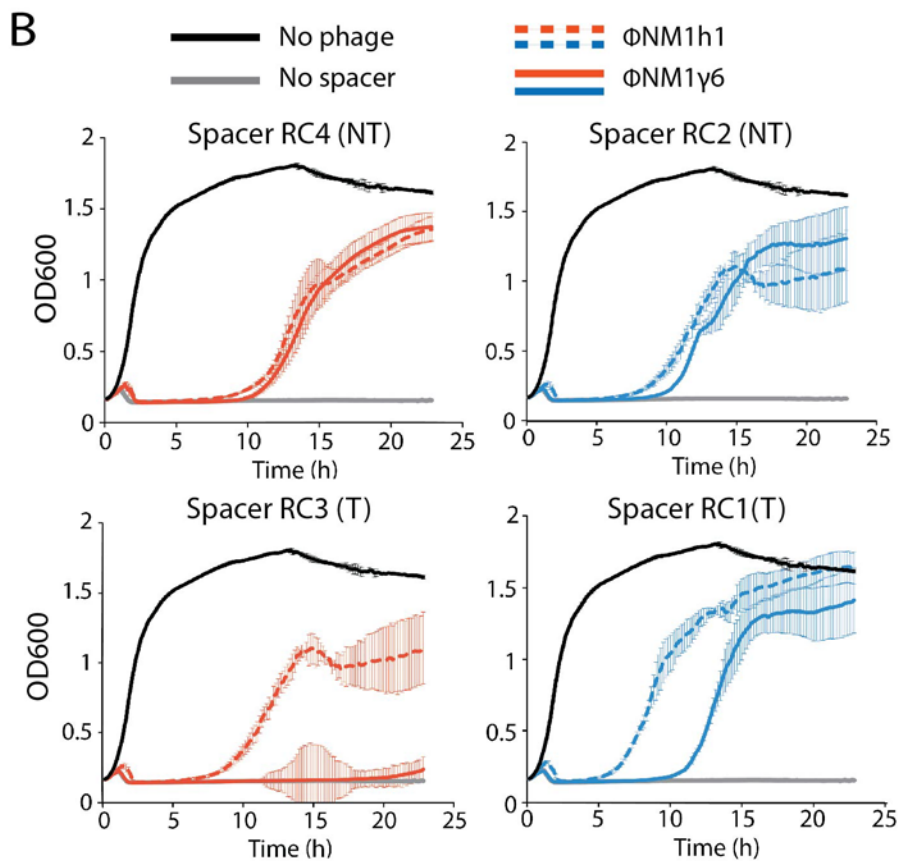 B
No phage
ΦNM1h1
No spacer
ΦNM1γ6
Spacer RC4 (NT)
Spacer RC2 (NT)
2
1.5
1
0.5
0
OD600
0 5 10 15 20 25
Time (h)
2
1.5
1
0.5
0
0 5 10 15 20 25
Time (h)
Spacer RC3 (T)
Spacer RC1(T)
2
1.5
1
0.5
0
OD600
0 5 10 15 20 25
Time (h)
2
1.5
1
0.5
0
0 5 10 15 20 25
Time (h)